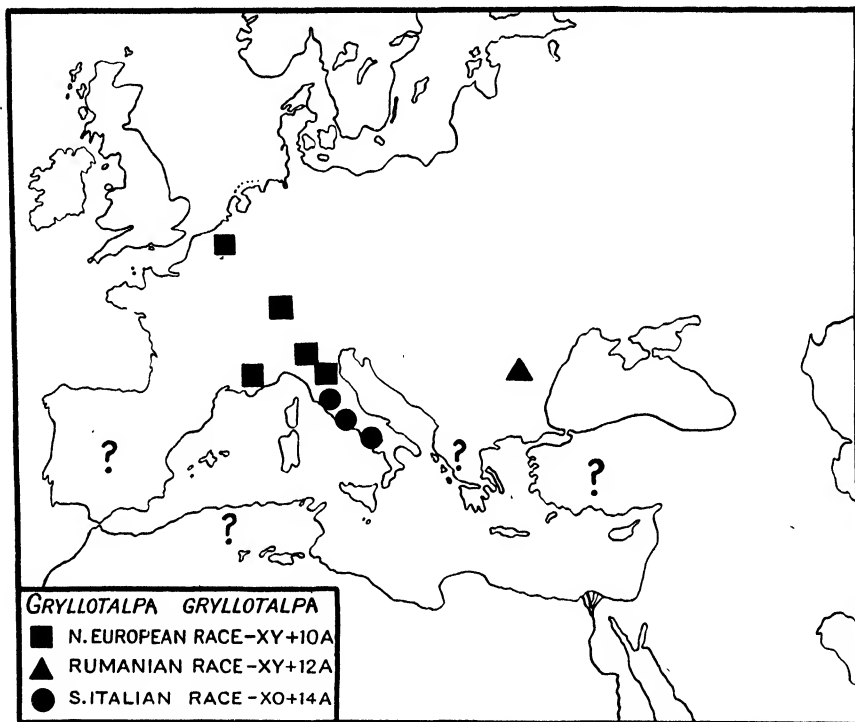 ?
?
?
?
GRYLLOTALPA GRYLLOTALPA
N. EUROPEAN RACE-XY+10A
RUMANIAN RACE-XY+12A
S. ITALIAN RACE-XO+14A